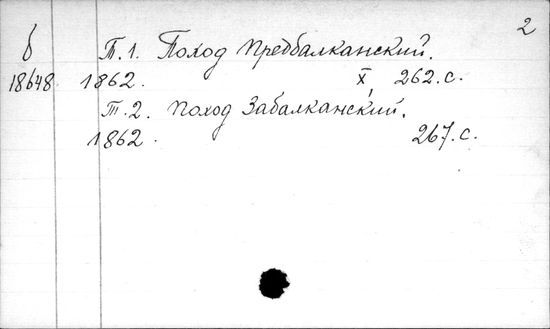 2
б Т. 1. Поход Предбалканский.
18648 1862. X, 262. с.
Т. 2. Поход Забалканский.
1862. 267. с.